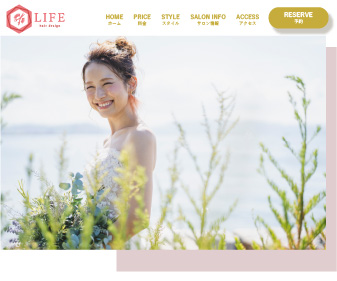 LIFE
hair design
HOME
ホーム
PRICE
料金
STYLE
スタイル
SALON INFO
サロン情報
ACCESS
アクセス
RESERVE
予約